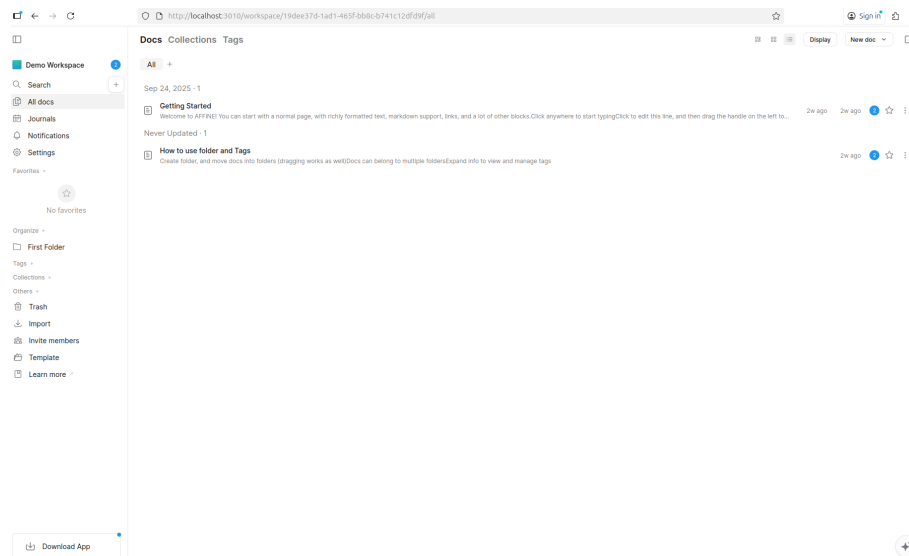 http://localhost:3010/workspace/19dee37d-1ad1-465f-bb8c-b741c12dfd9f/all
Sign in
Docs Collections Tags
Display
New doc
Demo Workspace
2
Search
All docs
Journals
Notifications
Settings
Favorites
No favorites
Organize
First Folder
Tags
Collections
Others
Trash
Import
Invite members
Template
Learn more
Download App
All
Sep 24, 2025 · 1
Getting Started
Welcome to AFFINE! You can start with a normal page, with richly formatted text, markdown support, links, and a lot of other blocks.Click anywhere to start typingClick to edit this line, and then drag the handle on the left to...
2w ago 2w ago 2
Never Updated · 1
How to use folder and Tags
Create folder, and move docs into folders (dragging works as well)Docs can belong to multiple foldersExpand info to view and manage tags
2w ago 2